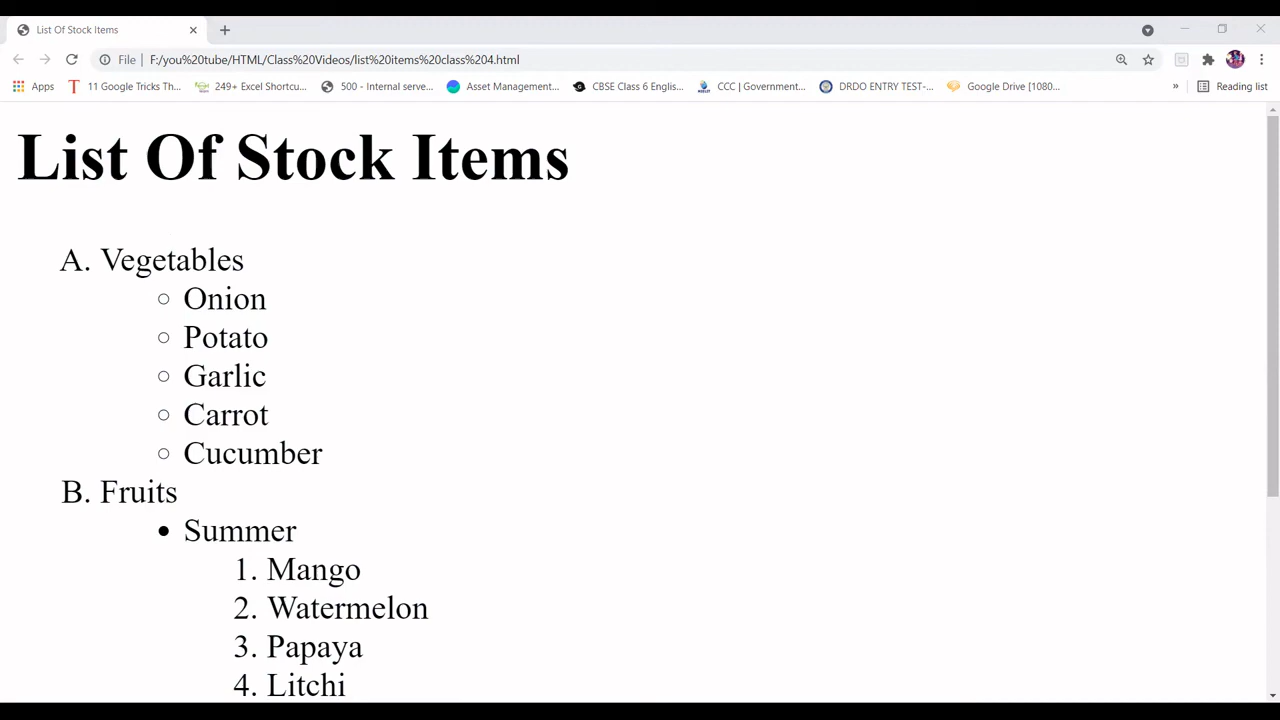 List Of Stock Items
File F:/you%20tube/HTML/Class%20Videos/list%20items%20class%204.html
Apps 11 Google Tricks Th... 249+ Excel Shortcu... 500 - Internal serve... Asset Management... CBSE Class 6 Englis... CCC | Government... DRDO ENTRY TEST-... Google Drive [1080... » Reading list
List Of Stock Items
A. Vegetables
Onion
Potato
Garlic
Carrot
Cucumber
B. Fruits
Summer
1. Mango
2. Watermelon
3. Papaya
4. Litchi